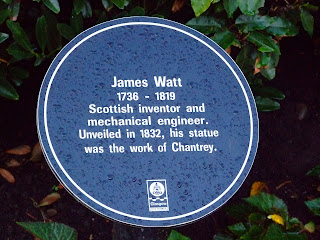 James Watt
1736 - 1819
Scottish inventor and
mechanical engineer.
Unveiled in 1832, his statue
was the work of Chantrey.